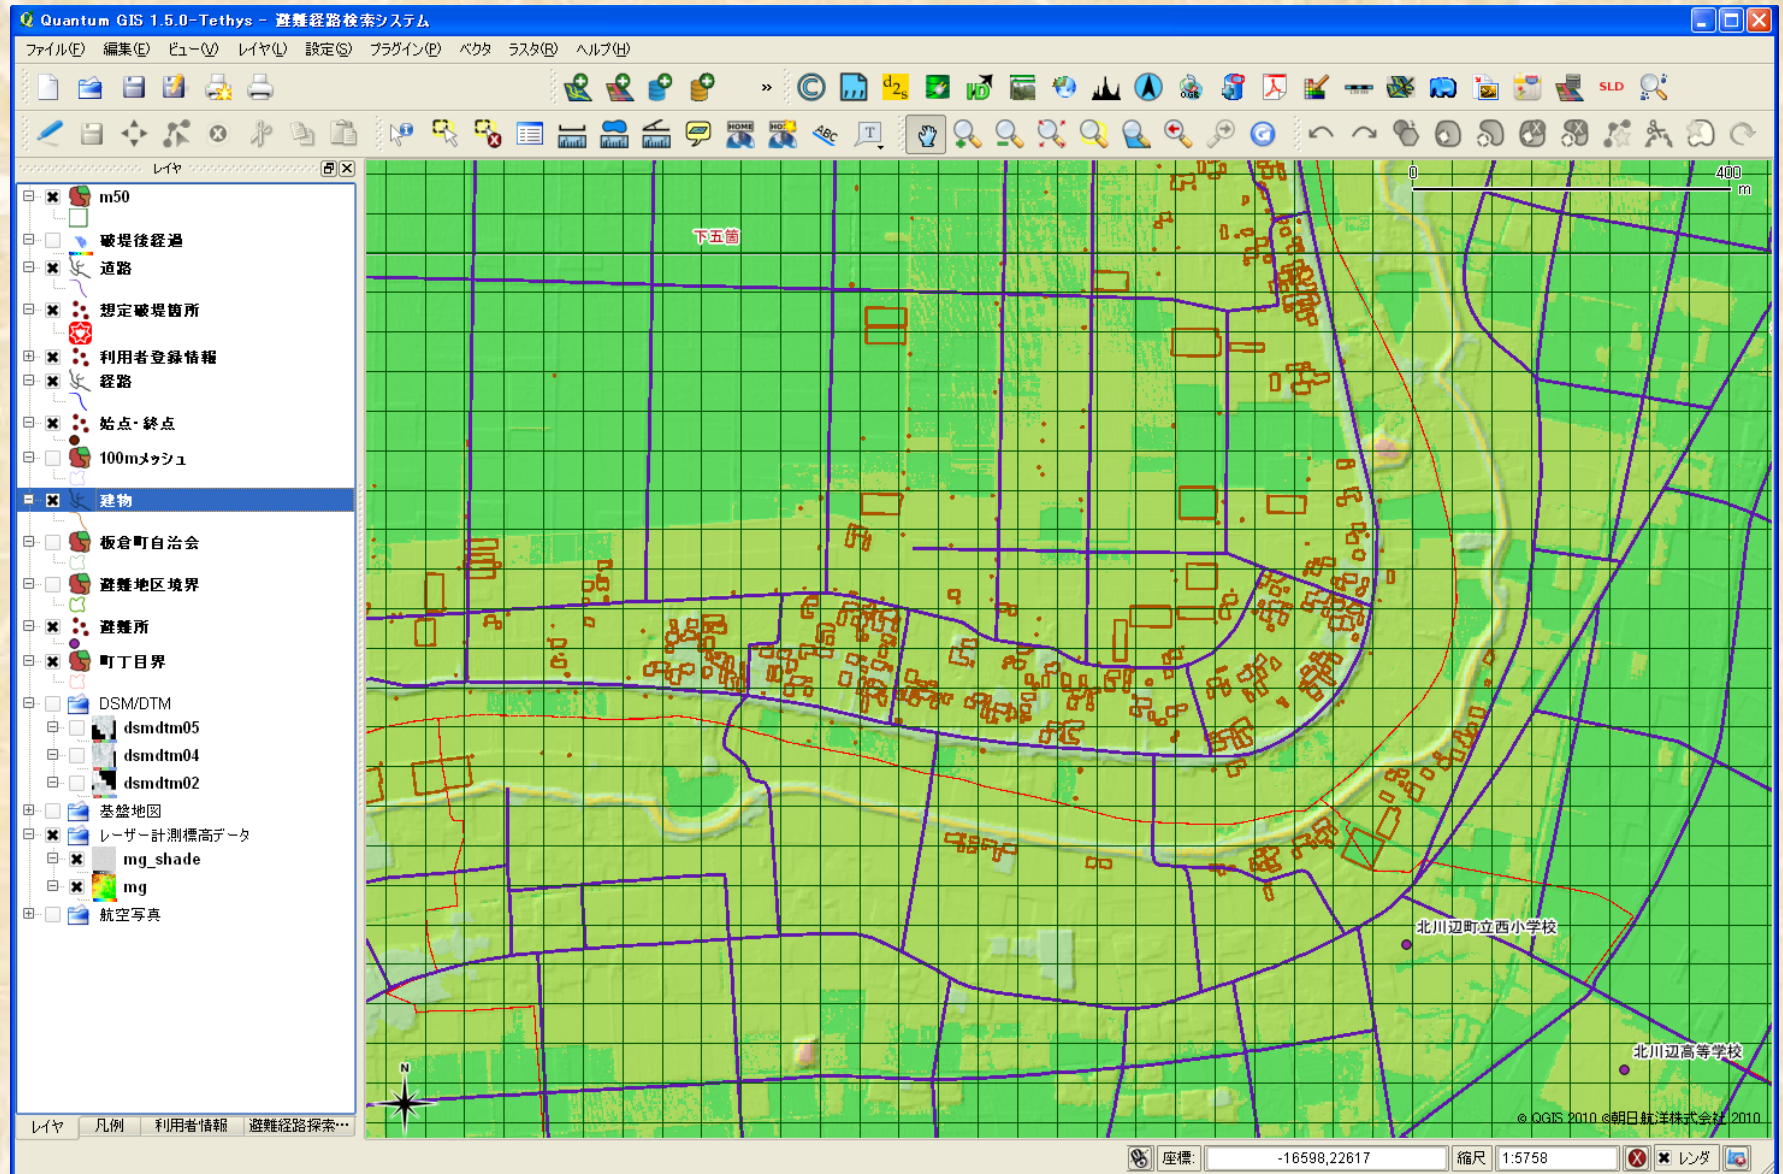 Quantum GIS 1.5.0-Tethys - 避難経路検索システム
ファイル(F) 編集(E) ビュー(V) レイヤ(L) 設定(S) プラグイン(P) ベクタ ラスタ(R) ヘルプ(H)
» d2s SLD
HOME ABC T
レイヤ
m50
破堤後経過
道路
想定破堤箇所
利用者登録情報
経路
始点・終点
100mメッシュ
建物
板倉町自治会
避難地区境界
避難所
町丁目界
DSM/DTM
dsmdtm05
dsmdtm04
dsmdtm02
基盤地図
レーザー計測標高データ
mg_shade
mg
航空写真
レイヤ 凡例 利用者情報 避難経路探索…
0 400 m
下五箇
北川辺町立西小学校
北川辺高等学校
N
© QGIS 2010 ©朝日航洋株式会社 2010
座標: -16598,22617 縮尺 1:5758 レンダ